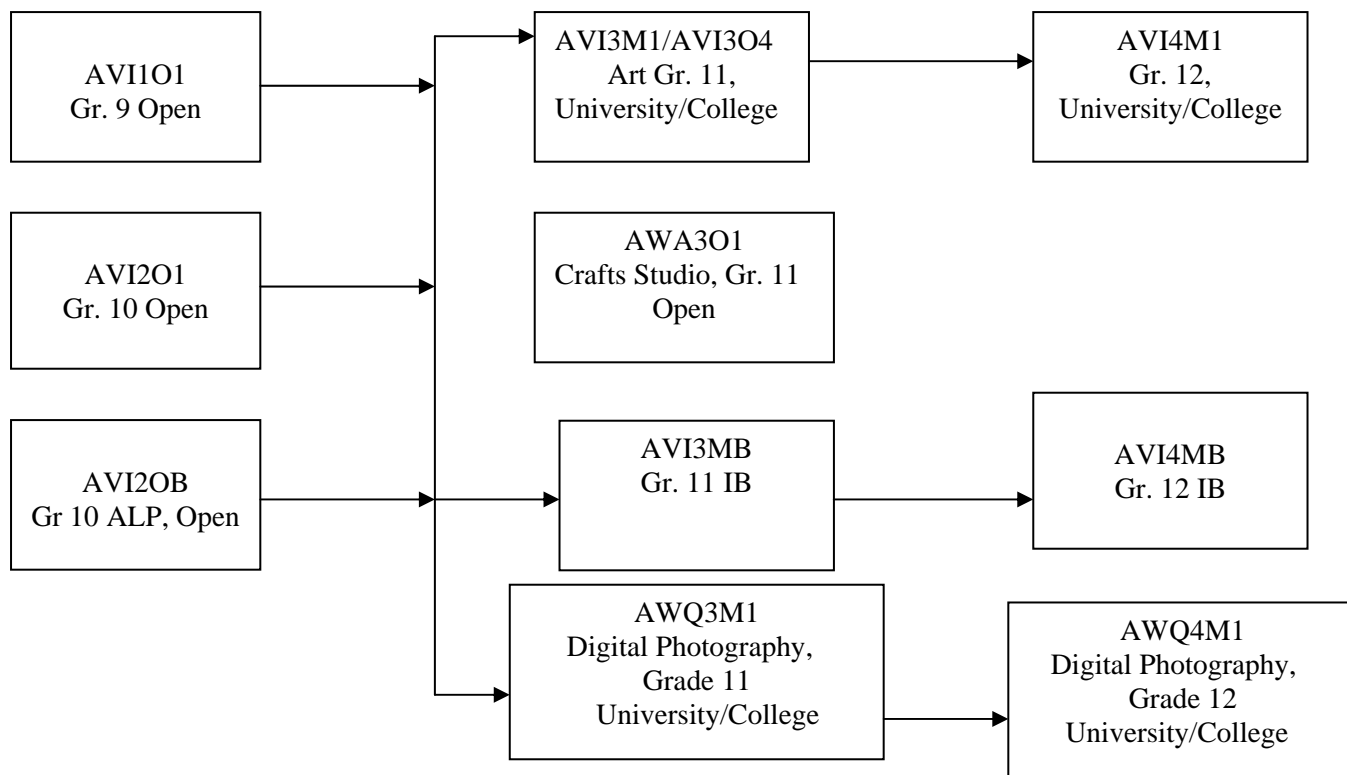 AVI1O1
Gr. 9 Open
AVI3M1/AVI3O4
Art Gr. 11,
University/College
AVI4M1
Gr. 12,
University/College
AVI2O1
Gr. 10 Open
AWA3O1
Crafts Studio, Gr. 11
Open
AVI2OB
Gr 10 ALP, Open
AVI3MB
Gr. 11 IB
AVI4MB
Gr. 12 IB
AWQ3M1
Digital Photography,
Grade 11
University/College
AWQ4M1
Digital Photography,
Grade 12
University/College